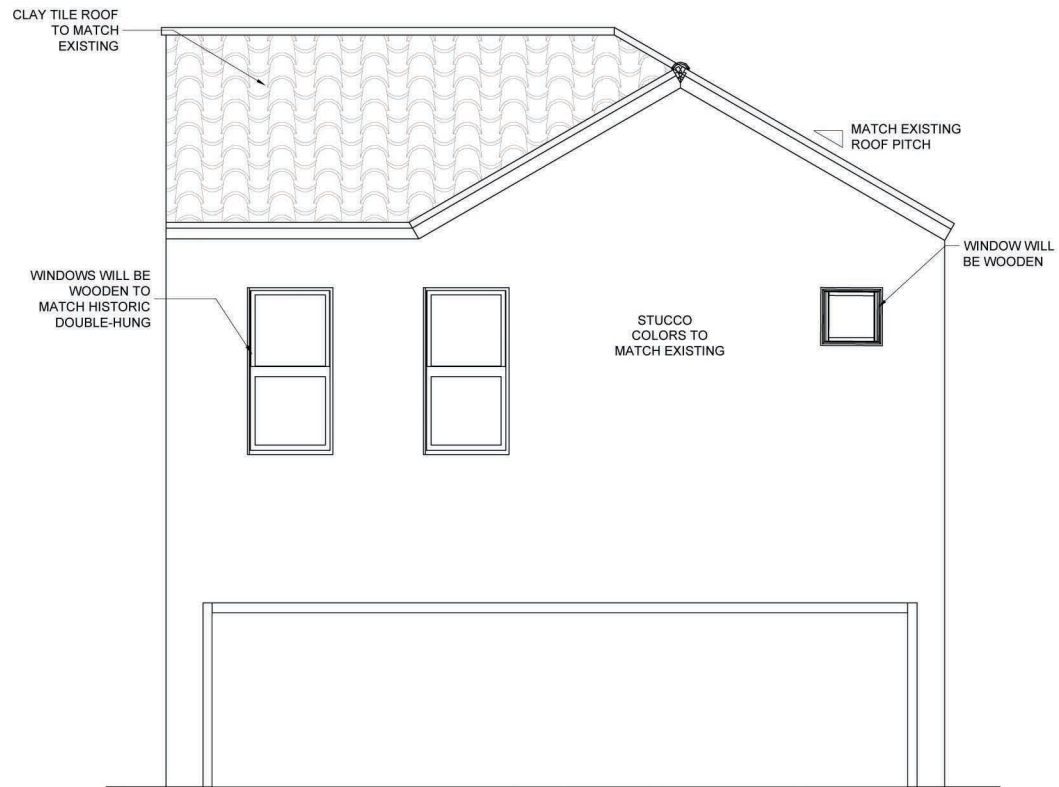 CLAY TILE ROOF
TO MATCH
EXISTING
MATCH EXISTING
ROOF PITCH
WINDOW WILL
BE WOODEN
WINDOWS WILL BE
WOODEN TO
MATCH HISTORIC
DOUBLE-HUNG
STUCCO
COLORS TO
MATCH EXISTING